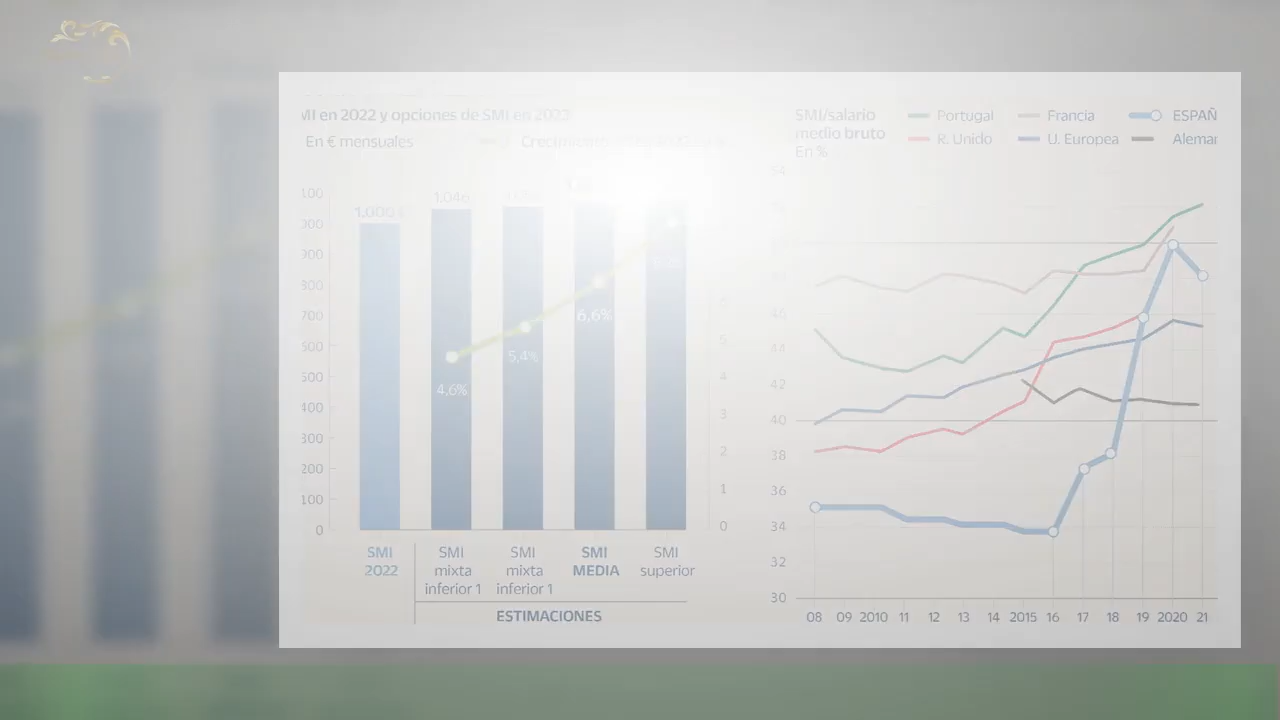 MI en 2022 y opciones de SMI en 2023
En € mensuales
1.000
1.046
4,6%
5,4%
6,6%
100
200
400
500
600
700
800
900
0
5
4
3
2
1
0
SMI
2022
SMI
mixta
inferior 1
SMI
mixta
inferior 1
SMI
MEDIA
SMI
superior
ESTIMACIONES
SMI/salario
medio bruto
En %
Portugal
Francia
ESPAÑ
R. Unido
U. Europea
Alemar
54
46
44
42
40
38
36
34
32
30
08 09 2010 11 12 13 14 2015 16 17 18 19 2020 21